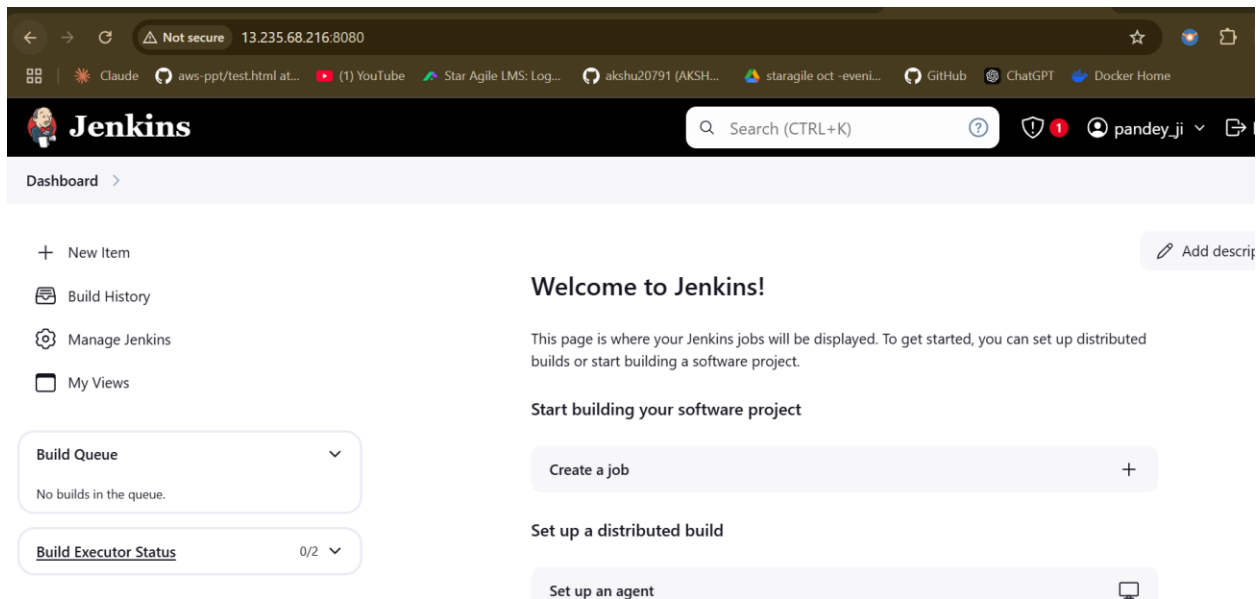 Not secure 13.235.68.216:8080
Claude aws-ppt/test.html at... (1) YouTube Star Agile LMS: Log... akshu20791 (AKSH... staragile oct -eveni... GitHub ChatGPT Docker Home
Jenkins Search (CTRL+K) ? 1 pandey_ji
Dashboard
New Item
Add descrip
Build History
Manage Jenkins
My Views
Build Queue
No builds in the queue.
Build Executor Status 0/2
Welcome to Jenkins!
This page is where your Jenkins jobs will be displayed. To get started, you can set up distributed
builds or start building a software project.
Start building your software project
Create a job
Set up a distributed build
Set up an agent